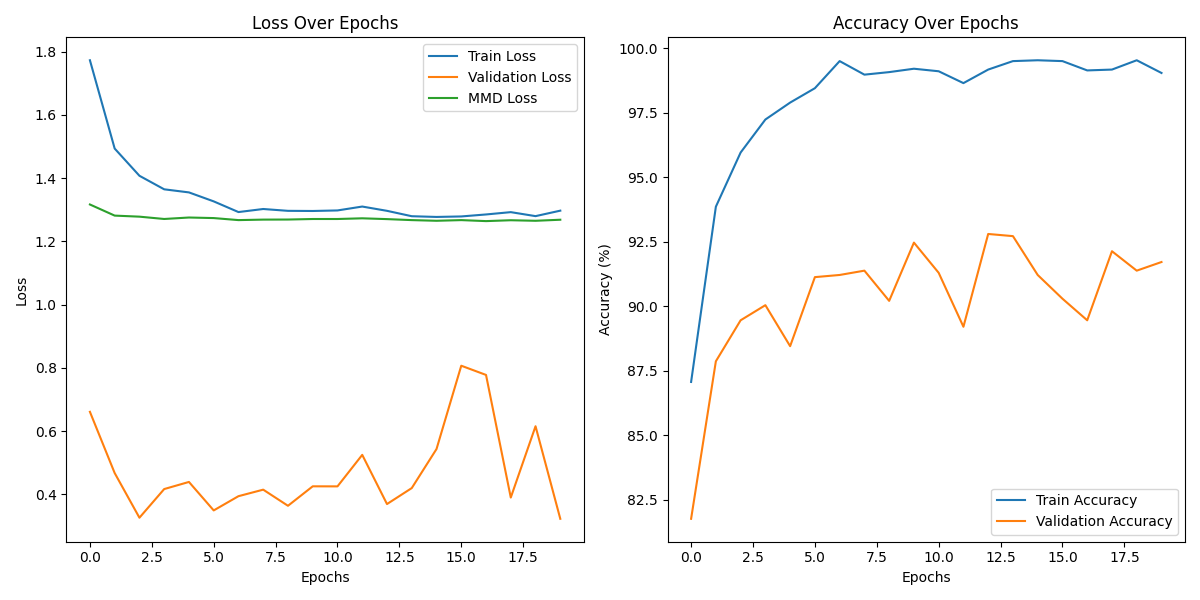 Loss Over Epochs
Train Loss
Validation Loss
MMD Loss
Loss
1.8
1.6
1.4
1.2
1.0
0.8
0.6
0.4
0.0 2.5 5.0 7.5 10.0 12.5 15.0 17.5
Epochs
Accuracy Over Epochs
Accuracy (%)
100.0
97.5
95.0
92.5
90.0
87.5
85.0
82.5
Train Accuracy
Validation Accuracy
0.0 2.5 5.0 7.5 10.0 12.5 15.0 17.5
Epochs